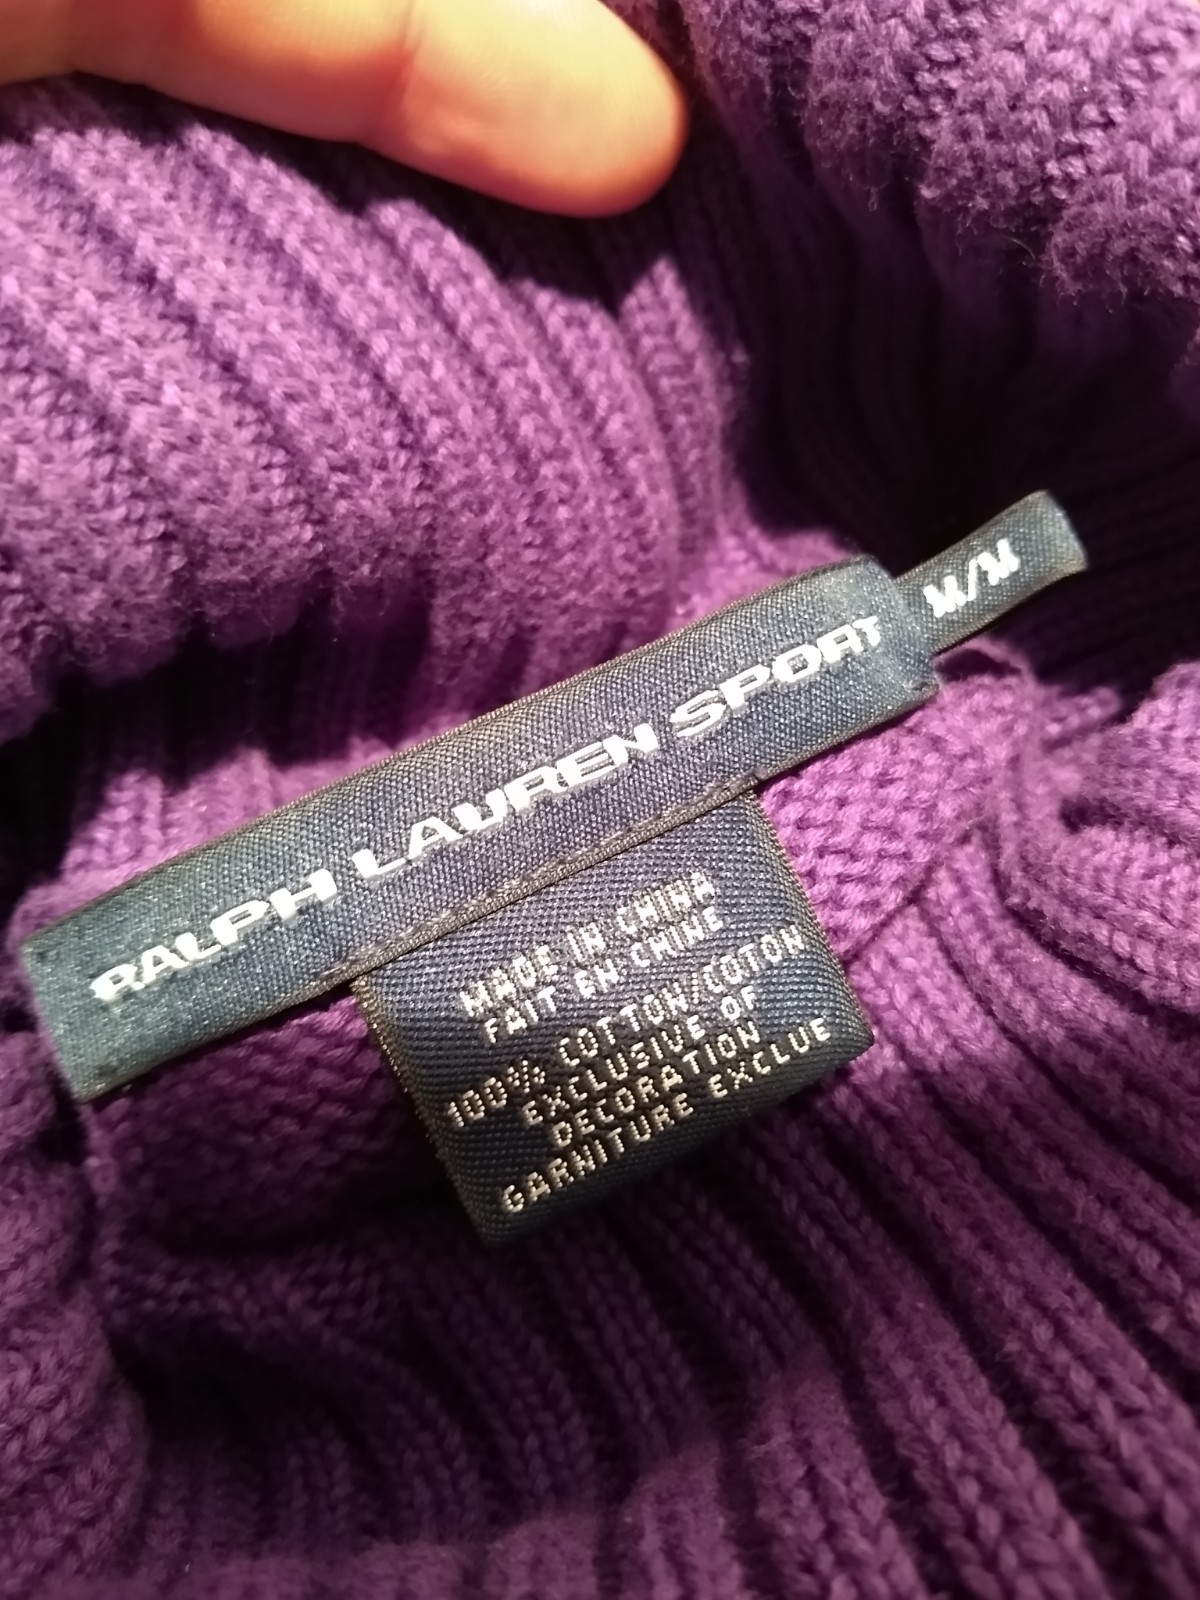 RALPH LAUREN SPORT
M/M
MADE IN CHINA
FAIT EN CHINE
100% COTTON/COTON
EXCLUSIVE OF
DECORATION
GARNITURE EXCLUE